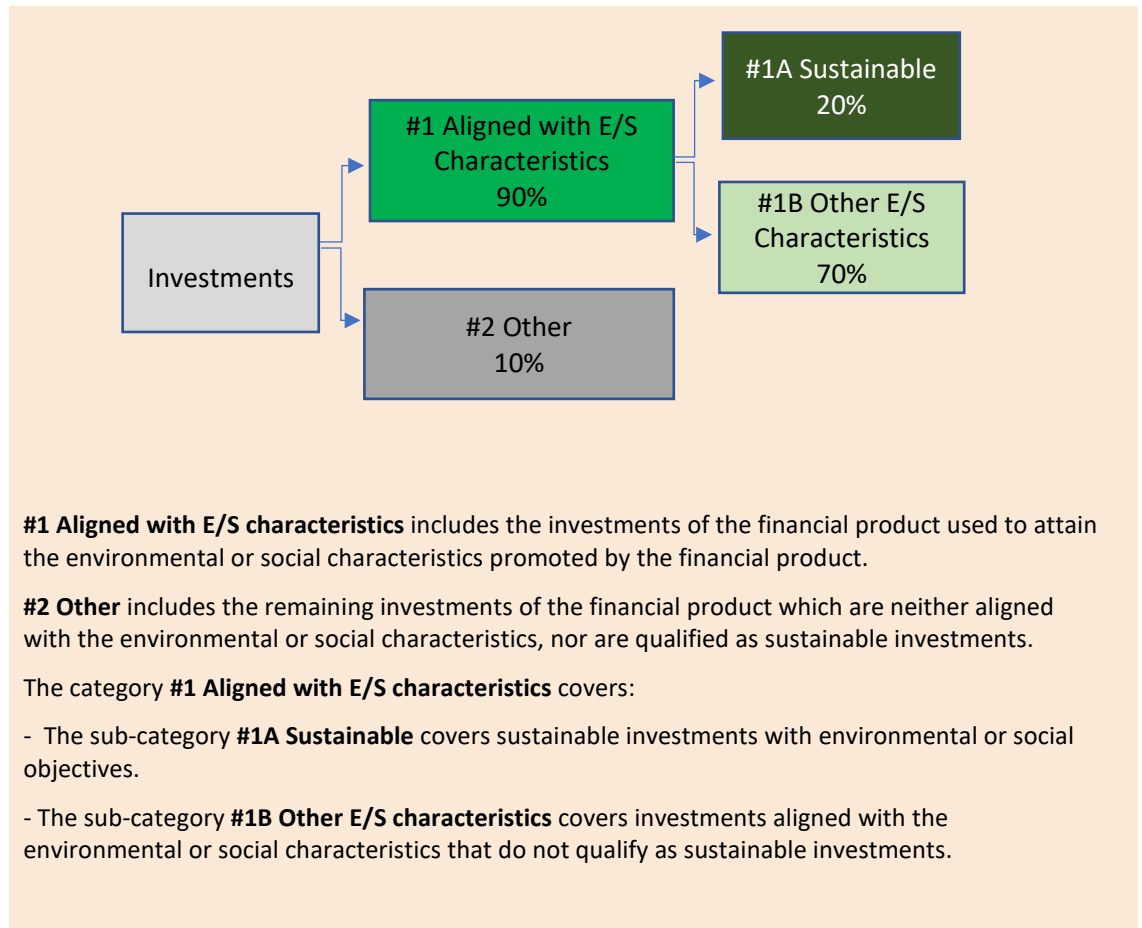 #1A Sustainable
20%
#1 Aligned with E/S
Characteristics
90%
#1B Other E/S
Characteristics
70%
Investments
#2 Other
10%
#1 Aligned with E/S characteristics includes the investments of the financial product used to attain
the environmental or social characteristics promoted by the financial product.
#2 Other includes the remaining investments of the financial product which are neither aligned
with the environmental or social characteristics, nor are qualified as sustainable investments.
The category #1 Aligned with E/S characteristics covers:
- The sub-category #1A Sustainable covers sustainable investments with environmental or social
objectives.
- The sub-category #1B Other E/S characteristics covers investments aligned with the
environmental or social characteristics that do not qualify as sustainable investments.